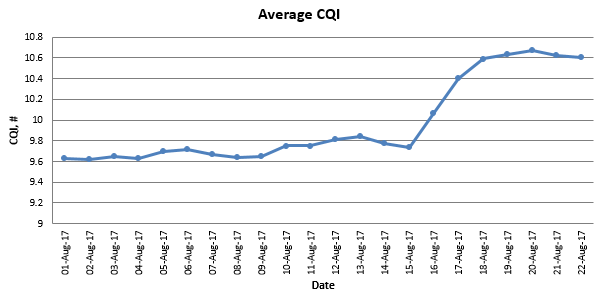 Average CQI
10.8
10.6
10.4
10.2
10
9.8
9.6
9.4
9.2
9
CQI, #
01-Aug-17
02-Aug-17
03-Aug-17
04-Aug-17
05-Aug-17
06-Aug-17
07-Aug-17
08-Aug-17
09-Aug-17
10-Aug-17
11-Aug-17
12-Aug-17
13-Aug-17
14-Aug-17
15-Aug-17
16-Aug-17
17-Aug-17
18-Aug-17
19-Aug-17
20-Aug-17
21-Aug-17
22-Aug-17
Date